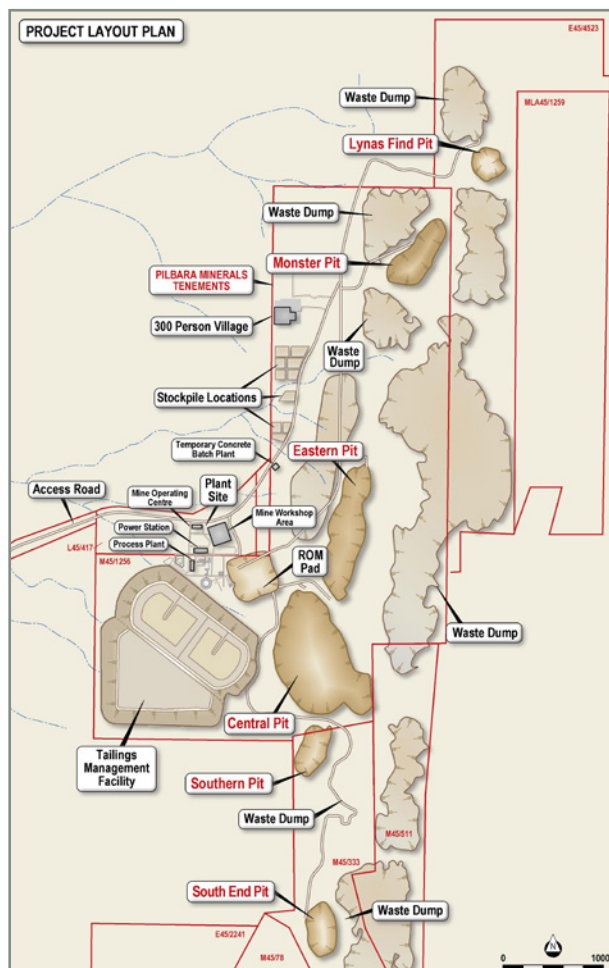 PROJECT LAYOUT PLAN
E45/4523
Waste Dump
MLA45/1259
Lynas Find Pit
Waste Dump
Monster Pit
PILBARA MINERALS
TENEMENTS
300 Person Village
Waste
Dump
Stockpile Locations
Temporary Concrete
Batch Plant
Eastern Pit
Access Road
Mine Operating
Centre
Plant
Site
Power Station
Mine Workshop
Area
Process Plant
L45/417
M45/1256
ROM
Pad
Waste Dump
Central Pit
Tailings
Management
Facility
Southern Pit
Waste Dump
M45/511
M45/333
South End Pit
Waste Dump
E45/2241
M45/78
N
0
1000